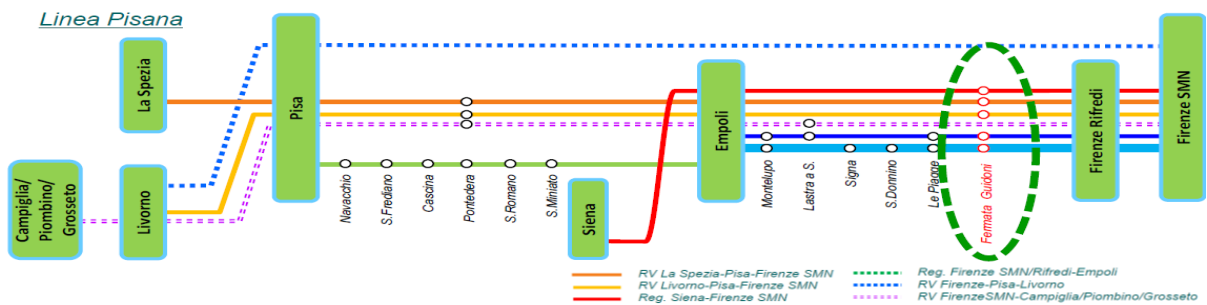 Linea Pisana
La Spezia
Campiglia/
Piombino/
Grosseto
Livorno
Pisa
Navacchio
S.Frediano
Cascina
Pontedera
S.Romano
S.Miniato
Siena
Empoli
Montelupo
Lastra a S.
Signa
S.Donnino
Le Piagge
Fermata Guidoni
Firenze Rifredi
Firenze SMN
RV La Spezia-Pisa-Firenze SMN
RV Livorno-Pisa-Firenze SMN
Reg. Siena-Firenze SMN
Reg. Firenze SMN/Rifredi-Empoli
RV Firenze-Pisa-Livorno
RV FirenzeSMN-Campiglia/Piombino/Grosseto